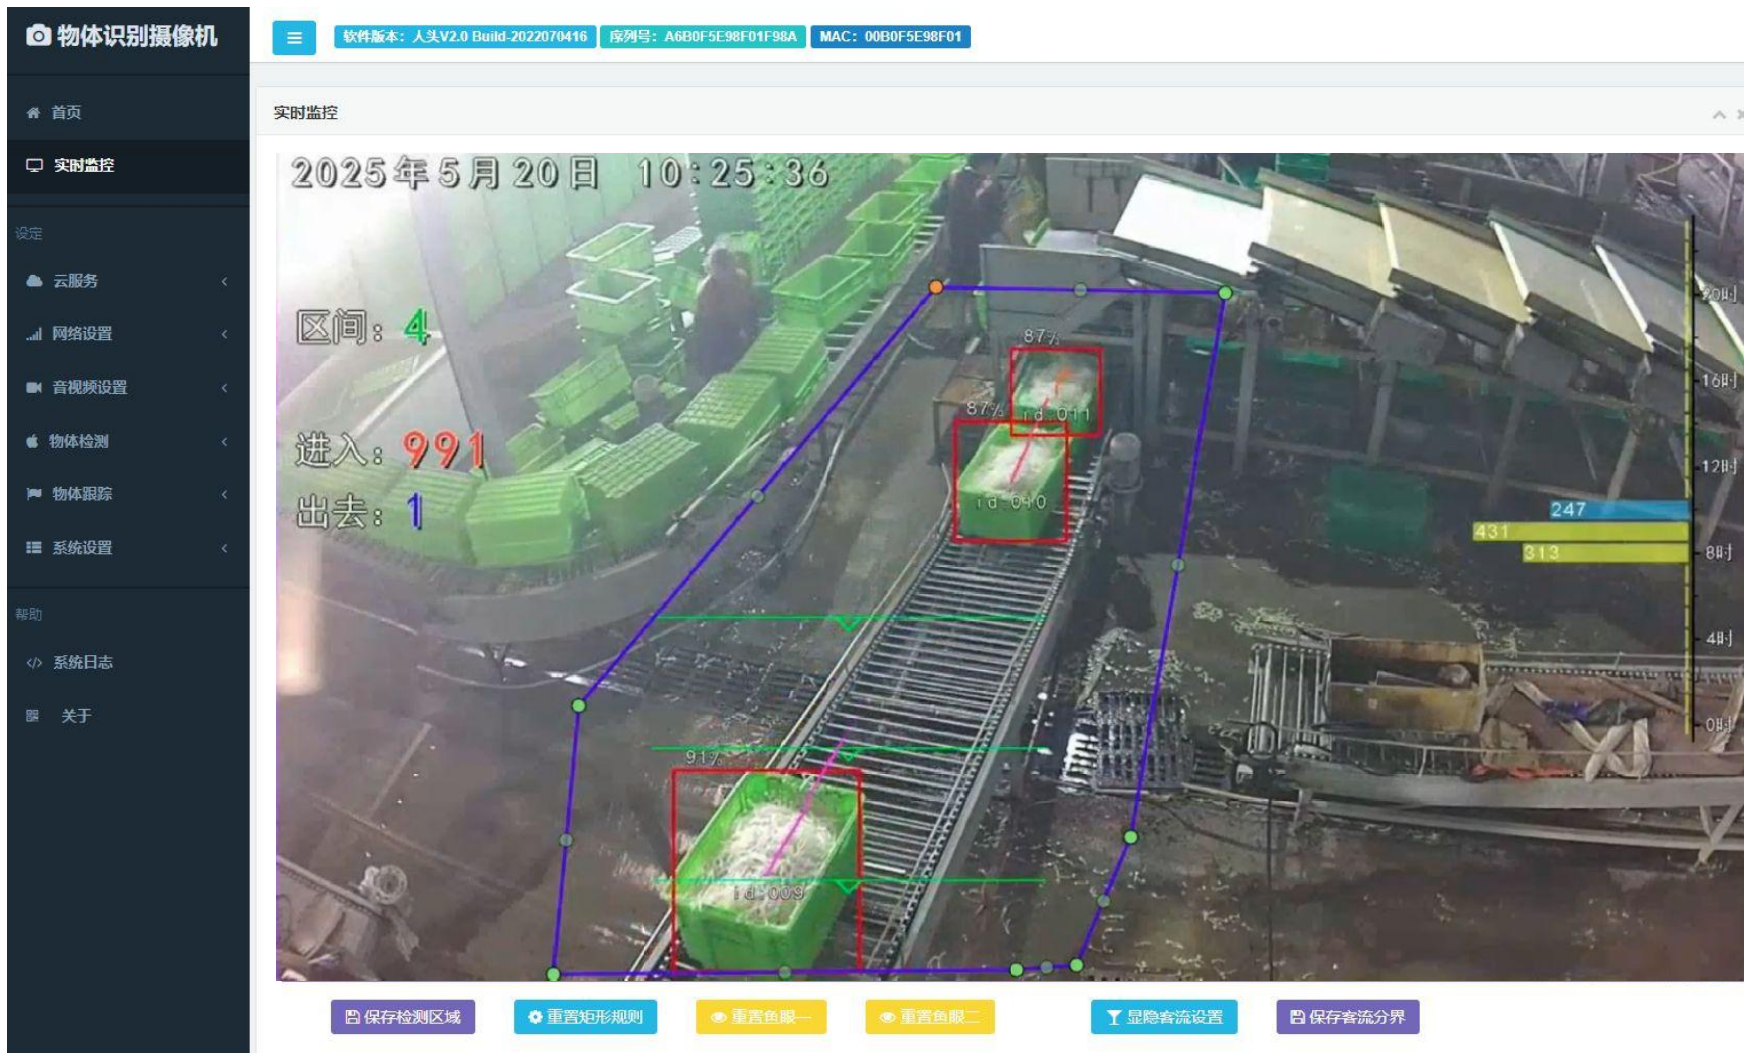 物体识别摄像机
软件版本：人头V2.0 Build-2022070416 序列号：A6B0F5E98F01F98A MAC：00B0F5E98F01
首页
实时监控
设定
云服务
网络设置
音视频设置
物体检测
物体跟踪
系统设置
帮助
系统日志
关于
实时监控
2025年5月20日 10:25:36
区间：4
进入：991
出去：1
87%
id:011
87%
id:010
91%
id:009
20时
16时
12时
247
431
313
8时
4时
0时
保存检测区域 重置矩形规则 重置鱼眼一 重置鱼眼二 显隐客流设置 保存客流分界